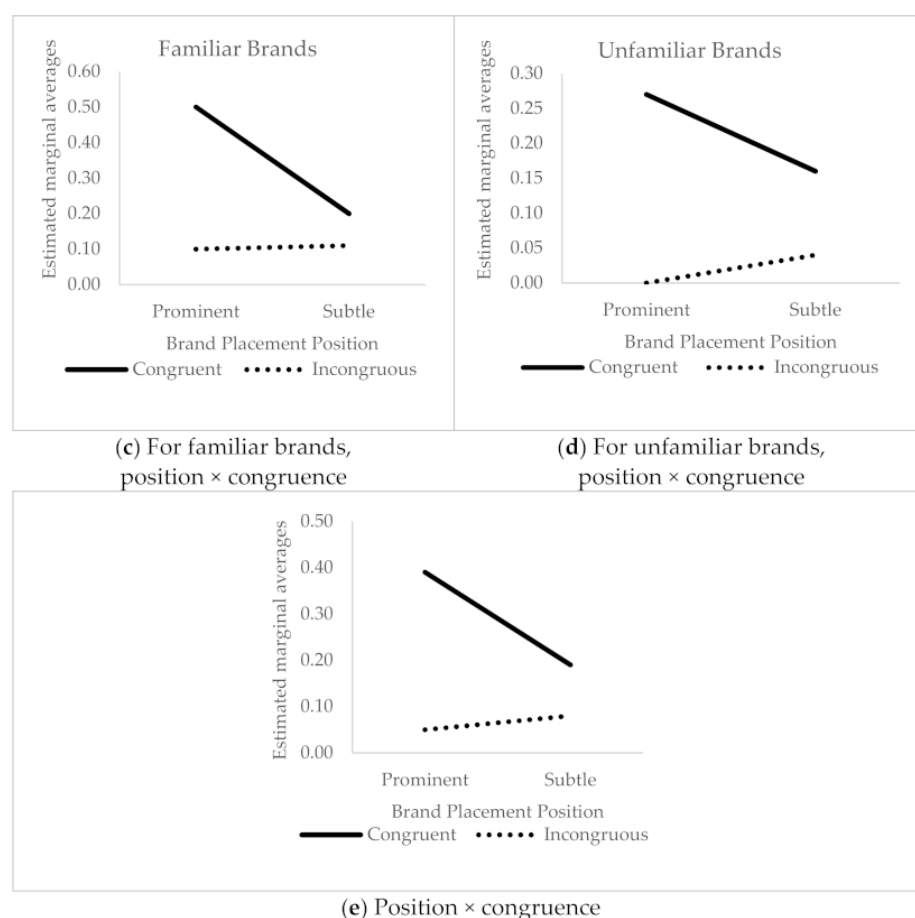 Familiar Brands
Estimated marginal averages
0.60
0.50
0.40
0.30
0.20
0.10
0.00
Prominent Subtle
Brand Placement Position
Congruent Incongruous
(c) For familiar brands,
position × congruence
Unfamiliar Brands
Estimated marginal averages
0.30
0.25
0.20
0.15
0.10
0.05
0.00
Prominent Subtle
Brand Placement Position
Congruent Incongruous
(d) For unfamiliar brands,
position × congruence
Estimated marginal averages
0.50
0.40
0.30
0.20
0.10
0.00
Prominent Subtle
Brand Placement Position
Congruent Incongruous
(e) Position × congruence